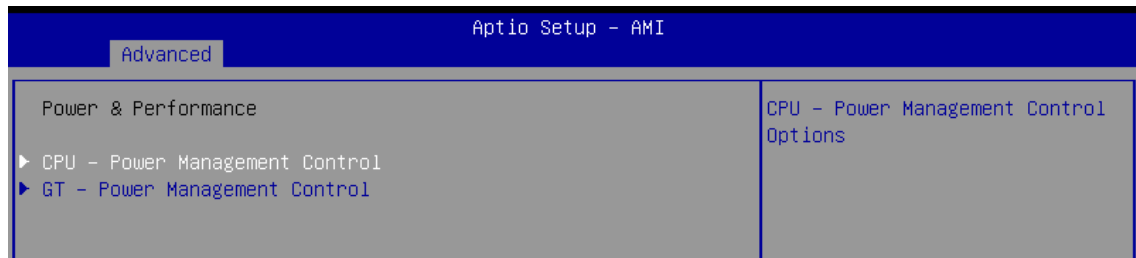 Aptio Setup – AMI
Advanced
Power & Performance
CPU – Power Management Control
GT – Power Management Control
CPU – Power Management Control
Options